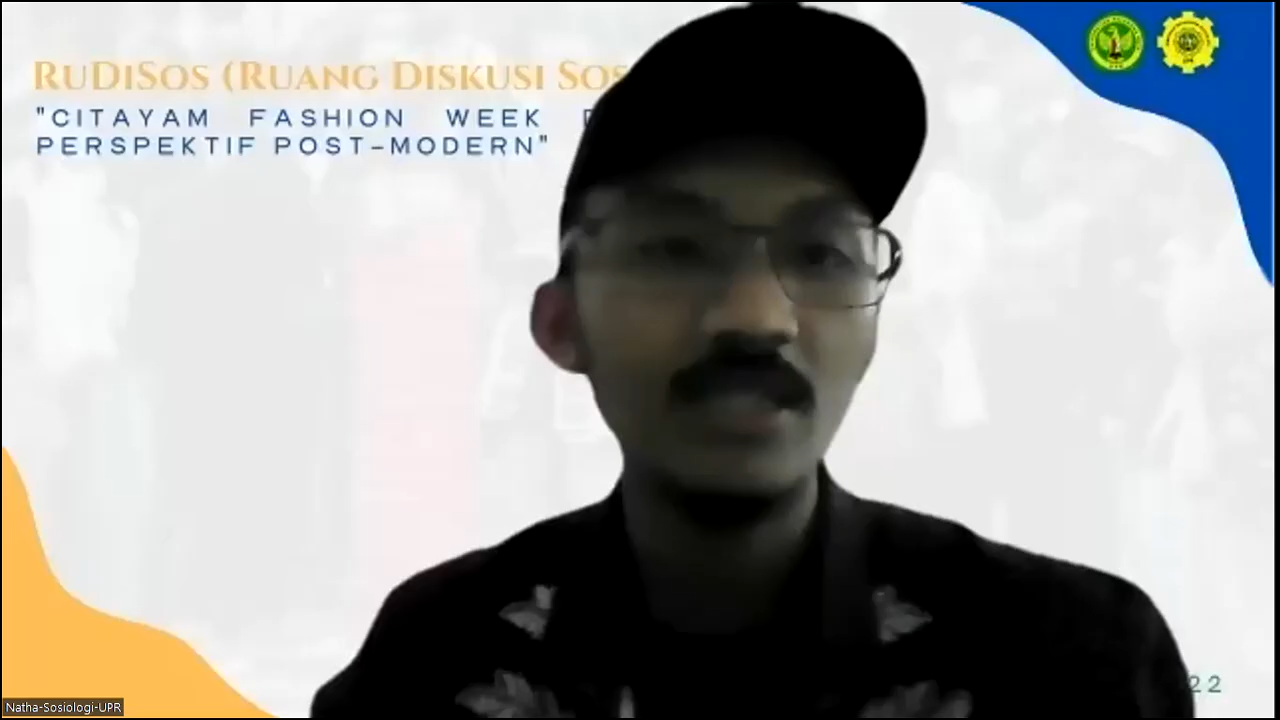 RuDiSos (Ruang Diskusi Sos
"CITAYAM FASHION WEEK
PERSPEKTIF POST-MODERN"
22
Natha-Sosiologi-UPR